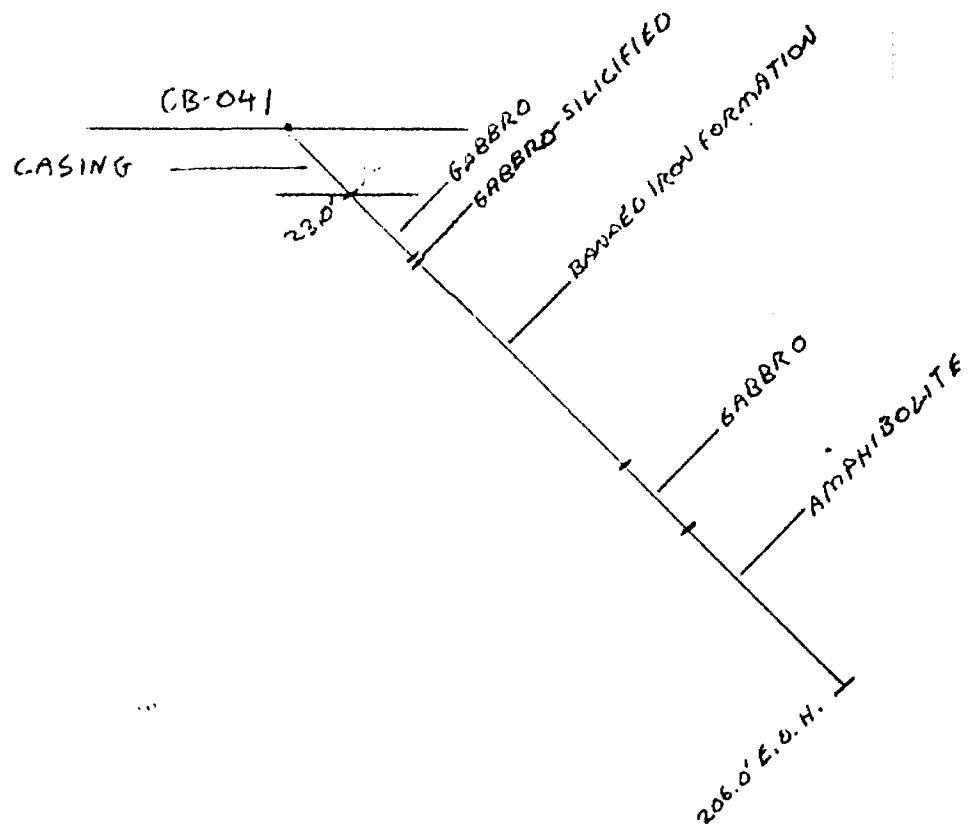 CB-041
CASING
23.0'
GABBRO
GABBRO-SILICIFIED
BANDED IRON FORMATION
GABBRO
AMPHIBOLITE
206.0' E.O.H.